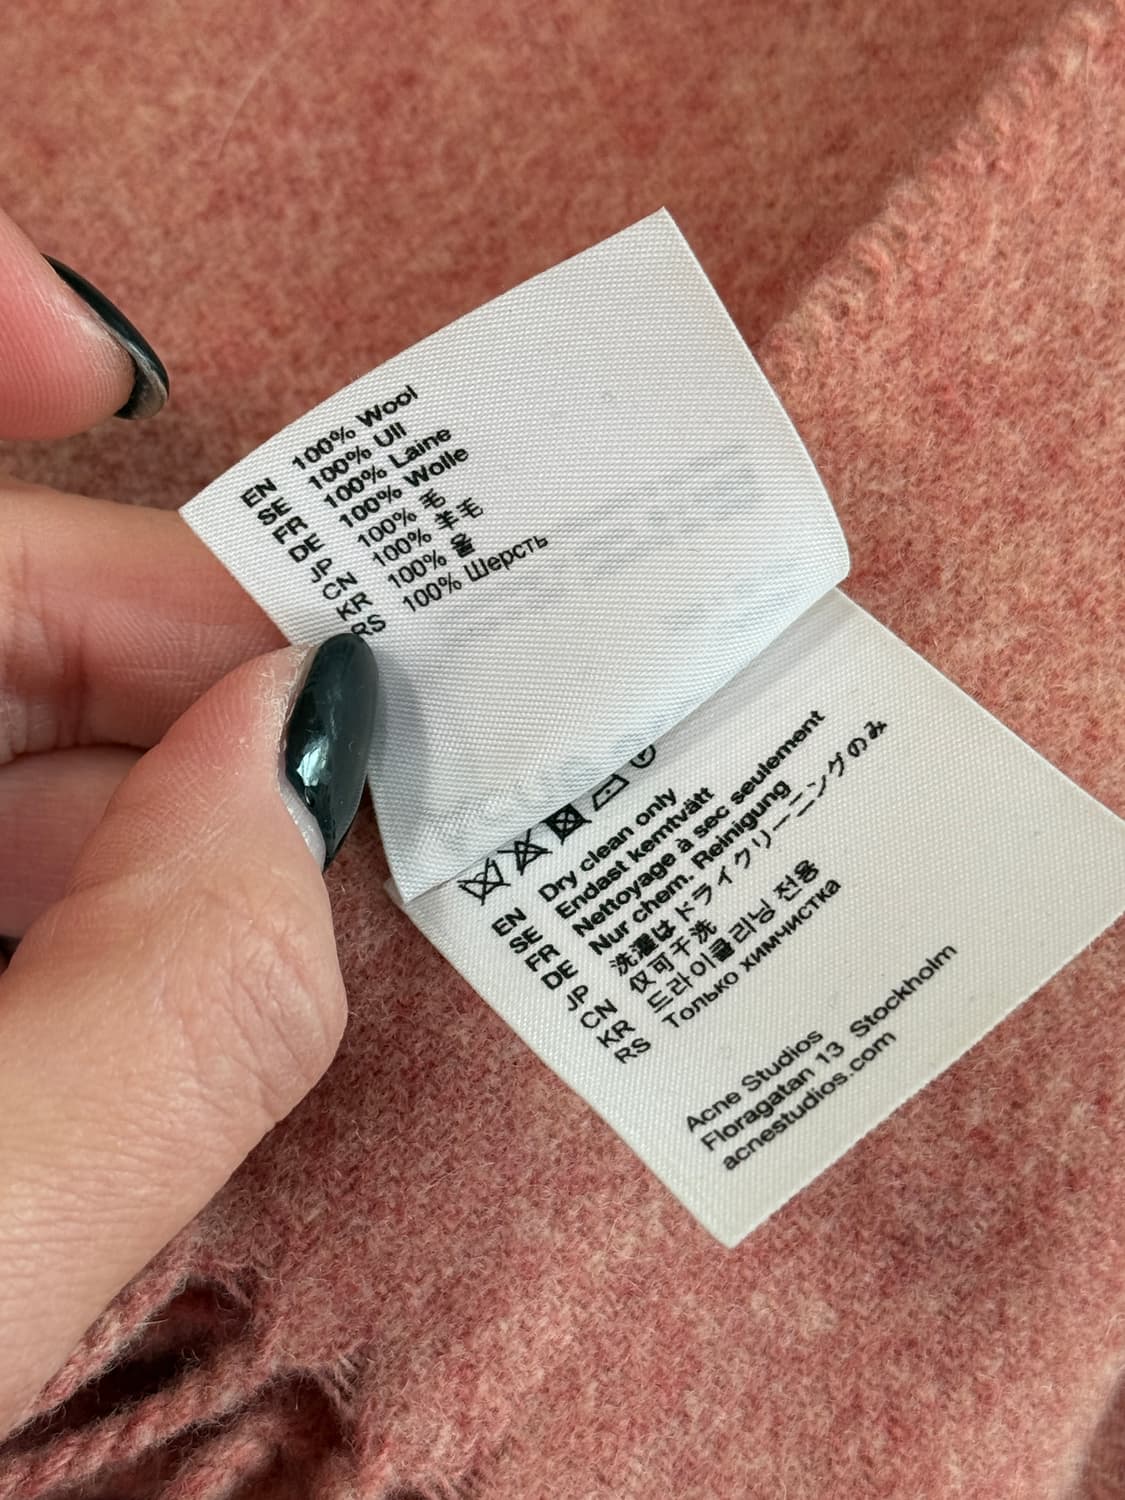 EN 100% Wool
SE 100% Ull
FR 100% Laine
DE 100% Wolle
JP 100% 毛
CN 100% 羊毛
KR 100% 울
RS 100% Шерсть
EN Dry clean only
SE Endast kemtvätt
FR Nettoyage à sec seulement
DE Nur chem. Reinigung
JP 洗濯はドライクリーニングのみ
CN 仅可干洗
KR 드라이클리닝 전용
RS Только химчистка
Acne Studios
Floragatan 13 Stockholm
acnestudios.com